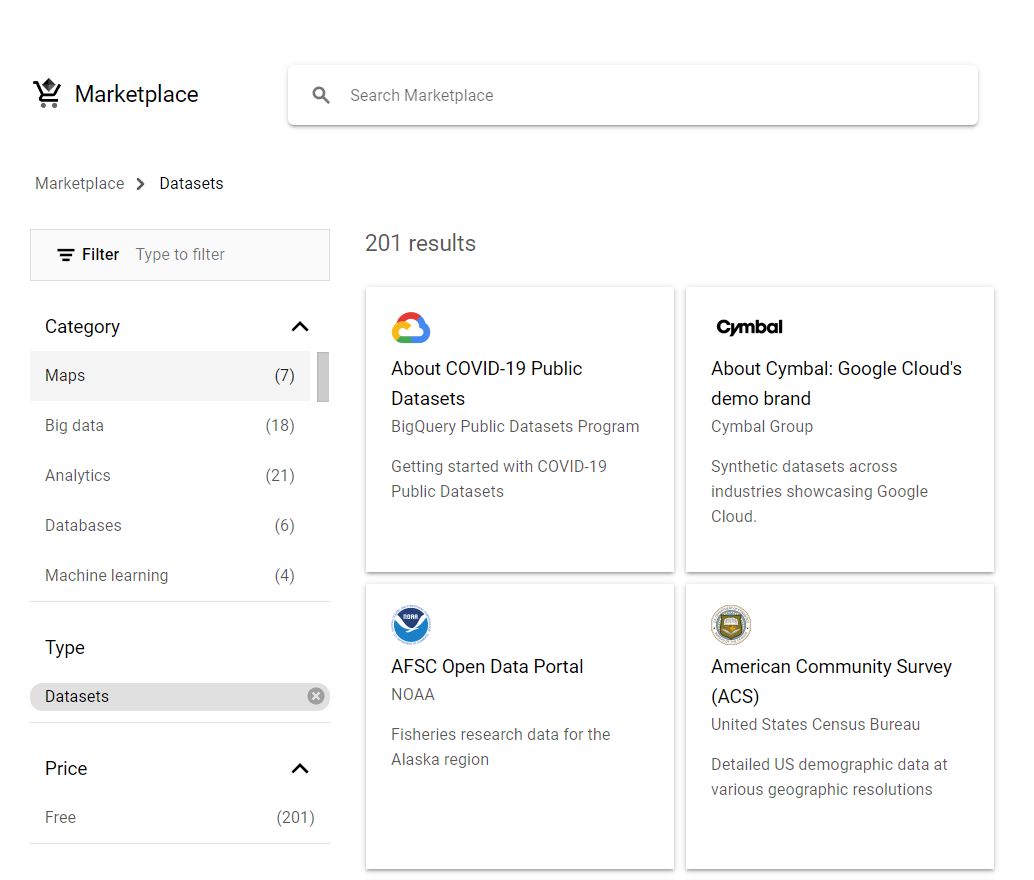 Marketplace
Search Marketplace
Marketplace
Datasets
Filter Type to filter
201 results
Category
Maps (7)
Big data (18)
Analytics (21)
Databases (6)
Machine learning (4)
Type
Datasets
Price
Free (201)
About COVID-19 Public
Datasets
BigQuery Public Datasets Program
Getting started with COVID-19
Public Datasets
Cymbal
About Cymbal: Google Cloud's
demo brand
Cymbal Group
Synthetic datasets across
industries showcasing Google
Cloud.
NOAA
AFSC Open Data Portal
NOAA
Fisheries research data for the
Alaska region
American Community Survey
(ACS)
United States Census Bureau
Detailed US demographic data at
various geographic resolutions